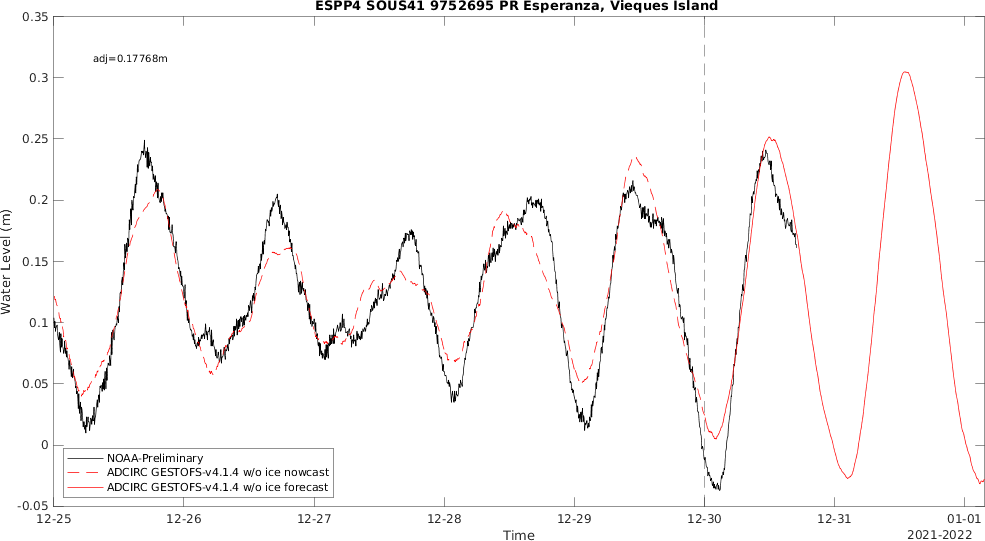 ESPP4 SOUS41 9752695 PR Esperanza, Vieques Island
adj=0.17768m
0.35
0.3
0.25
0.2
0.15
0.1
0.05
0
-0.05
Water Level (m)
NOAA-Preliminary
ADCIRC GESTOFS-v4.1.4 w/o ice nowcast
ADCIRC GESTOFS-v4.1.4 w/o ice forecast
12-25 12-26 12-27 12-28 12-29 12-30 12-31 01-01
Time
2021-2022